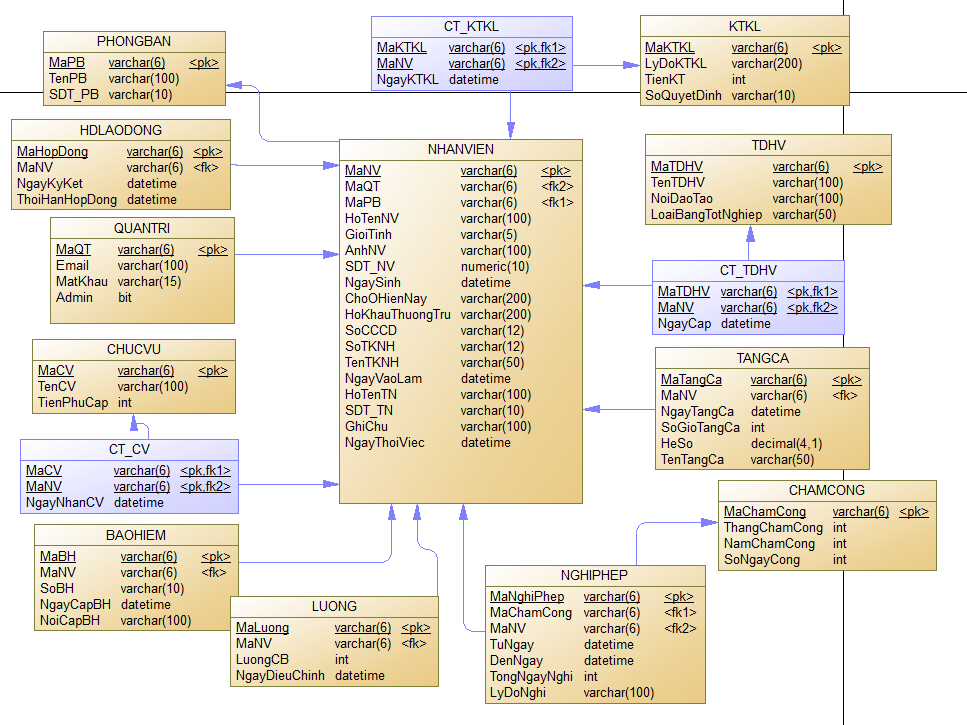 PHONGBAN
MaPB varchar(6) <pk>
TenPB varchar(100)
SDT_PB varchar(10)
CT_KTKL
MaKTKL varchar(6) <pk,fk1>
MaNV varchar(6) <pk,fk2>
NgayKTKL datetime
KTKL
MaKTKL varchar(6) <pk>
LyDoKTKL varchar(200)
TienKT int
SoQuyetDinh varchar(10)
HDLAODONG
MaHopDong varchar(6) <pk>
MaNV varchar(6) <fk>
NgayKyKet datetime
ThoiHanHopDong datetime
NHANVIEN
MaNV varchar(6) <pk>
MaQT varchar(6) <fk2>
MaPB varchar(6) <fk1>
HoTenNV varchar(100)
GioiTinh varchar(5)
AnhNV varchar(100)
SDT_NV numeric(10)
NgaySinh datetime
ChoOHienNay varchar(200)
HoKhauThuongTru varchar(200)
SoCCCD varchar(12)
SoTKNH varchar(12)
TenTKNH varchar(50)
NgayVaoLam datetime
HoTenTN varchar(100)
SDT_TN varchar(10)
GhiChu varchar(100)
NgayThoiViec datetime
TDHV
MaTDHV varchar(6) <pk>
TenTDHV varchar(100)
NoiDaoTao varchar(100)
LoaiBangTotNghiep varchar(50)
QUANTRI
MaQT varchar(6) <pk>
Email varchar(100)
MatKhau varchar(15)
Admin bit
CT_TDHV
MaTDHV varchar(6) <pk,fk1>
MaNV varchar(6) <pk,fk2>
NgayCap datetime
CHUCVU
MaCV varchar(6) <pk>
TenCV varchar(100)
TienPhuCap int
TANGCA
MaTangCa varchar(6) <pk>
MaNV varchar(6) <fk>
NgayTangCa datetime
SoGioTangCa int
HeSo decimal(4,1)
TenTangCa varchar(50)
CT_CV
MaCV varchar(6) <pk,fk1>
MaNV varchar(6) <pk,fk2>
NgayNhanCV datetime
CHAMCONG
MaChamCong varchar(6) <pk>
ThangChamCong int
NamChamCong int
SoNgayCong int
BAOHIEM
MaBH varchar(6) <pk>
MaNV varchar(6) <fk>
SoBH varchar(10)
NgayCapBH datetime
NoiCapBH varchar(100)
LUONG
MaLuong varchar(6) <pk>
MaNV varchar(6) <fk>
LuongCB int
NgayDieuChinh datetime
NGHIPHEP
MaNghiPhep varchar(6) <pk>
MaChamCong varchar(6) <fk1>
MaNV varchar(6) <fk2>
TuNgay datetime
DenNgay datetime
TongNgayNghi int
LyDoNghi varchar(100)